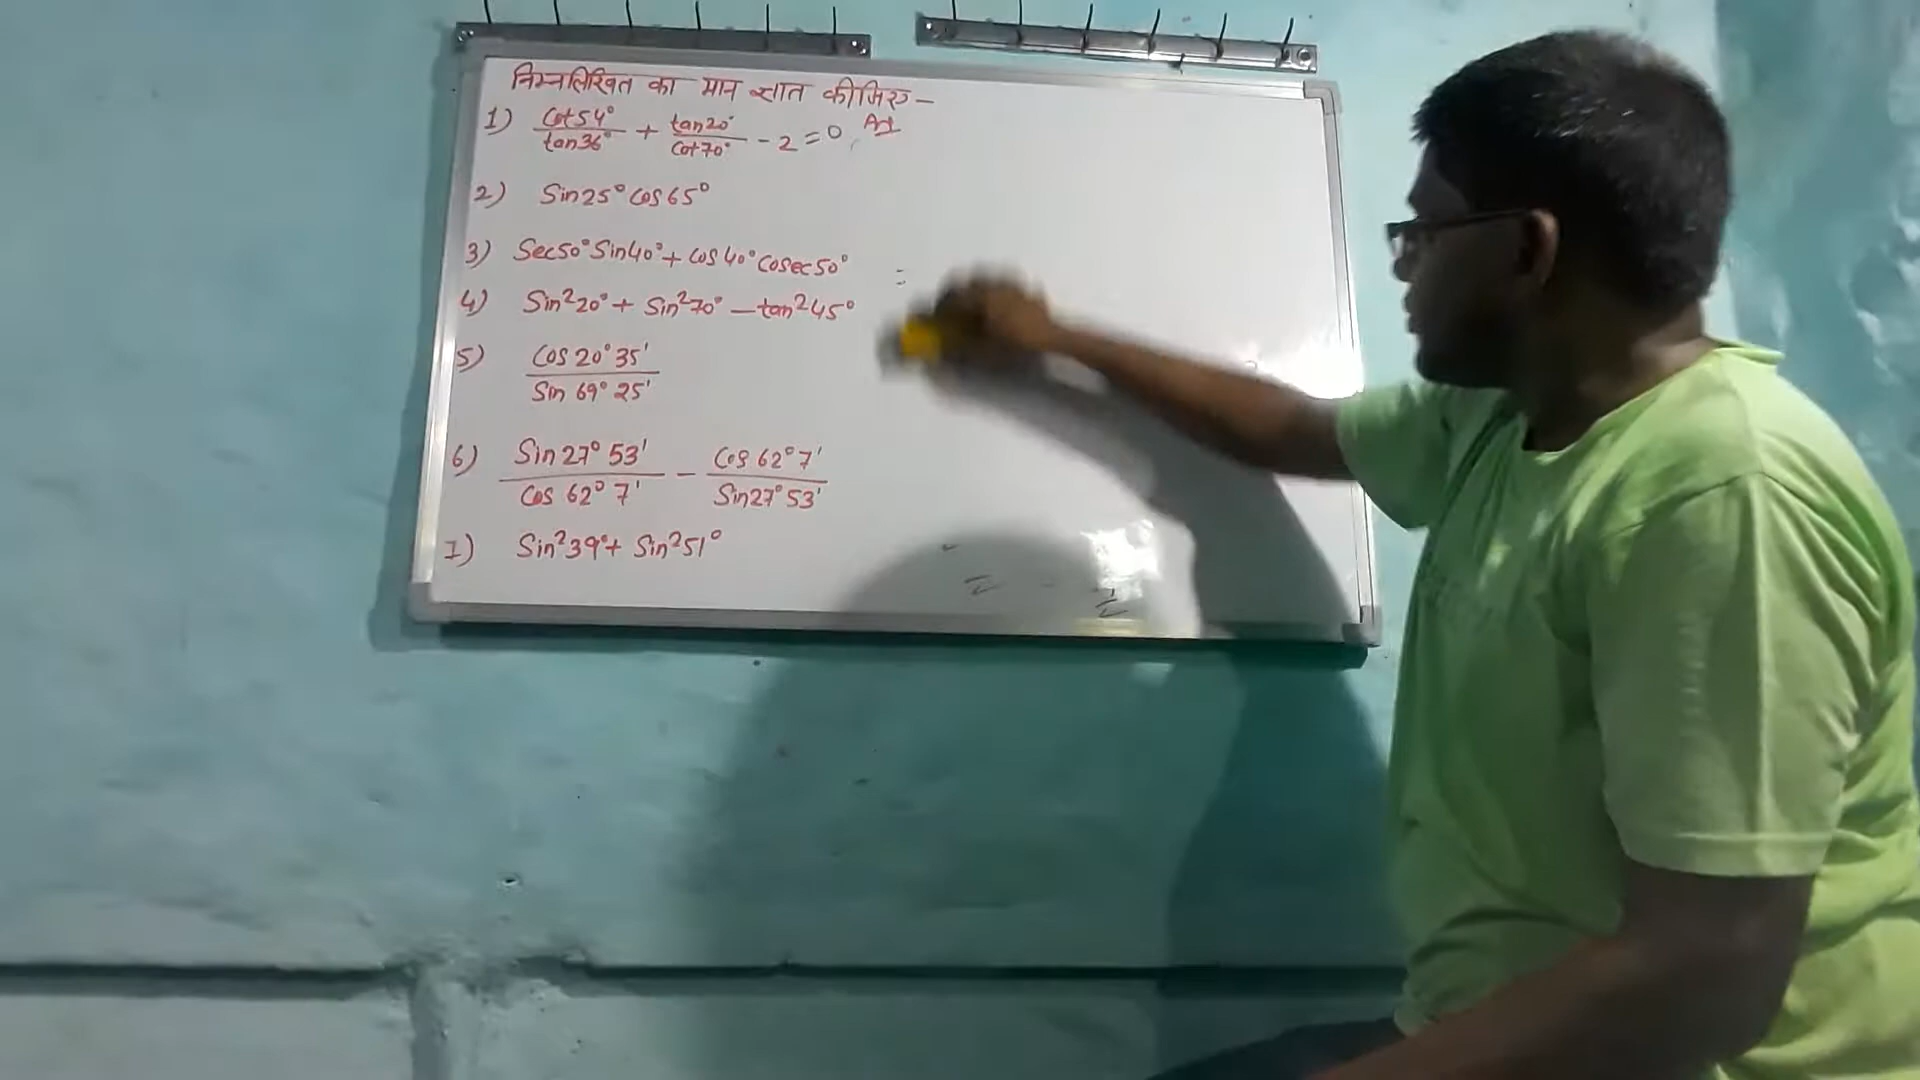 निम्नलिखित का मान ज्ञात कीजिए -
1) Cot54°/tan36° + tan20°/Cot70° - 2 = 0, Ans
2) Sin25° Cos65°
3) Sec50° Sin40° + Cos40° Cosec50°
4) Sin²20° + Sin²70° - tan²45°
5) Cos 20° 35' / Sin 69° 25'
6) Sin27° 53' / Cos 62° 7' - Cos 62° 7' / Sin27° 53'
7) Sin²39° + Sin²51°